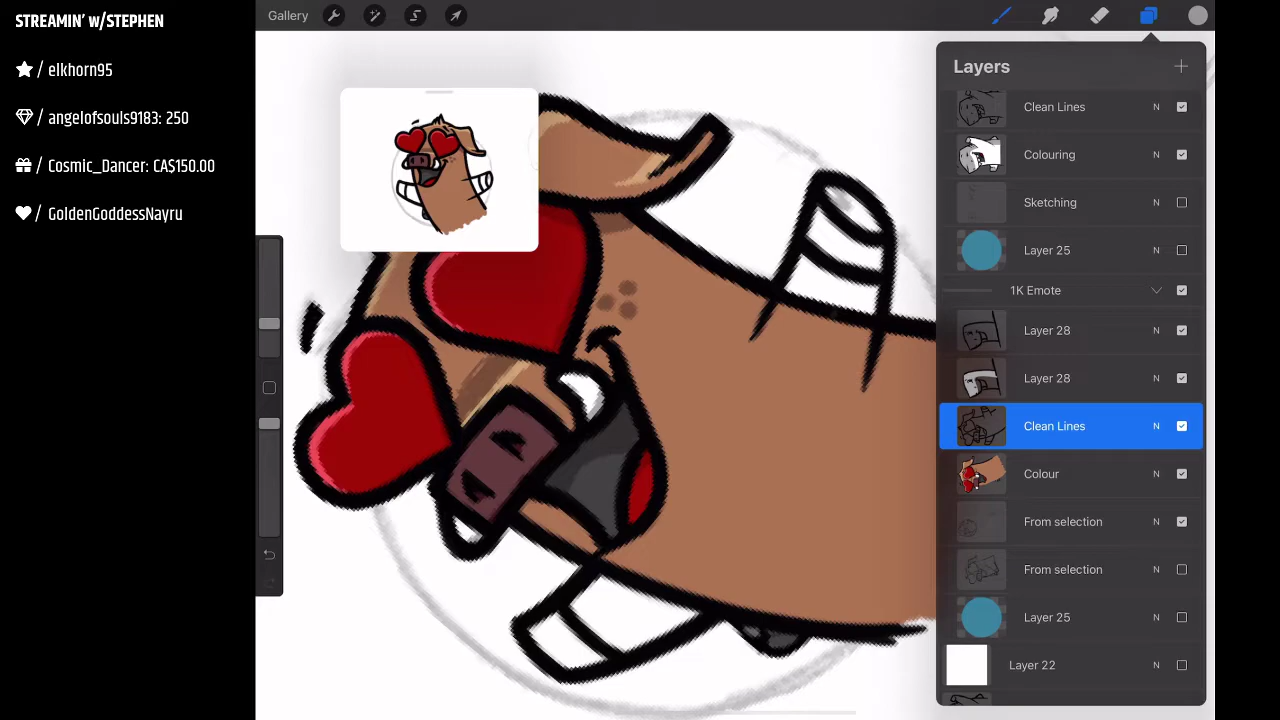 STREAMIN' w/STEPHEN
/ elkhorn95
/ angelofsouls9183: 250
/ Cosmic_Dancer: CA$150.00
/ GoldenGoddessNayru
Gallery
Layers
Clean Lines N
Colouring N
Sketching N
Layer 25 N
1K Emote
Layer 28 N
Layer 28 N
Clean Lines N
Colour N
From selection N
From selection N
Layer 25 N
Layer 22 N